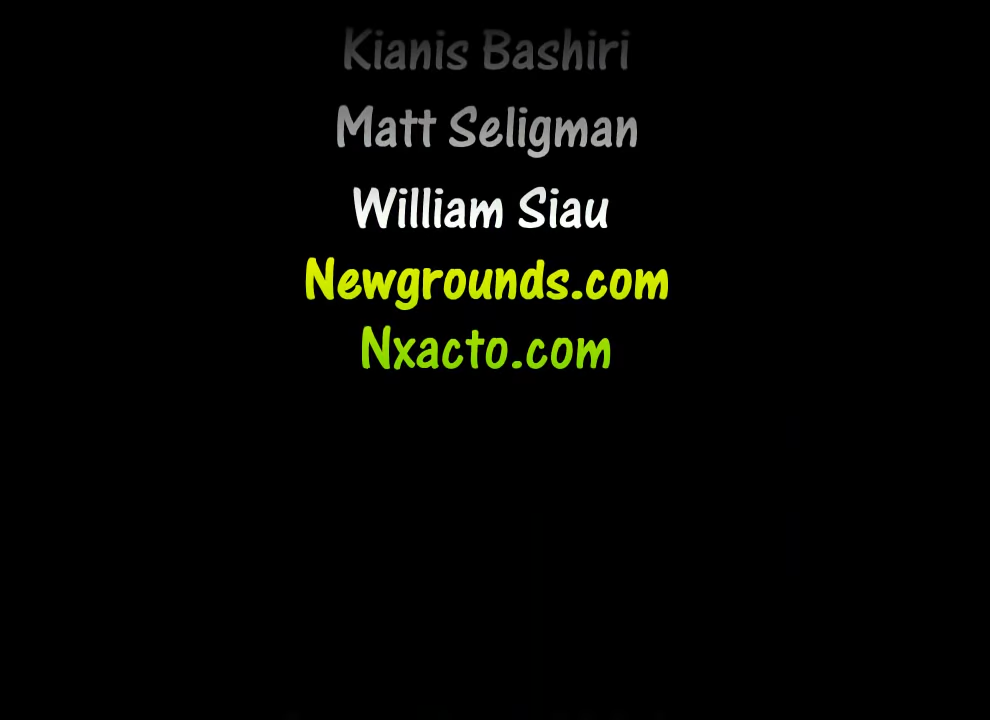 Kianis Bashiri
Matt Seligman
William Siau
Newgrounds.com
Nxacto.com